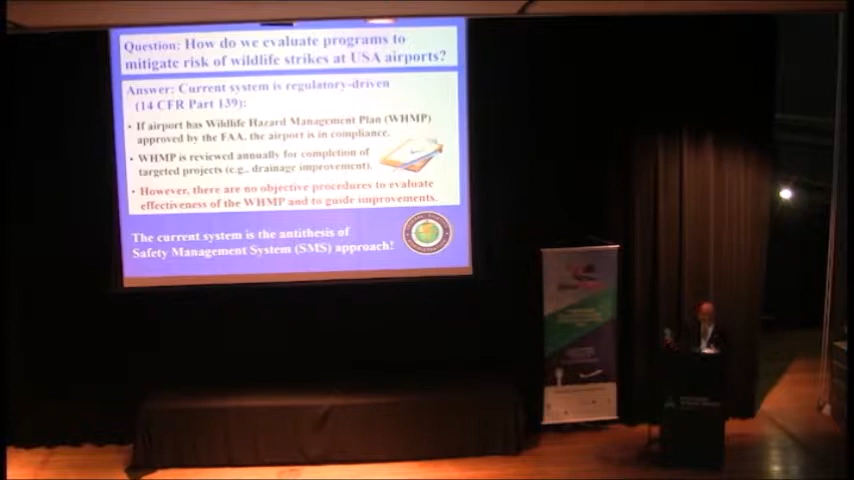 Question: How do we evaluate programs to
mitigate risk of wildlife strikes at USA airports?
Answer: Current system is regulatory-driven
(14 CFR Part 139):
• If airport has Wildlife Hazard Management Plan (WHMP)
approved by the FAA, the airport is in compliance.
• WHMP is reviewed annually for completion of
targeted projects (e.g., drainage improvement).
• However, there are no objective procedures to evaluate
effectiveness of the WHMP and to guide improvements.
The current system is the antithesis of
Safety Management System (SMS) approach!